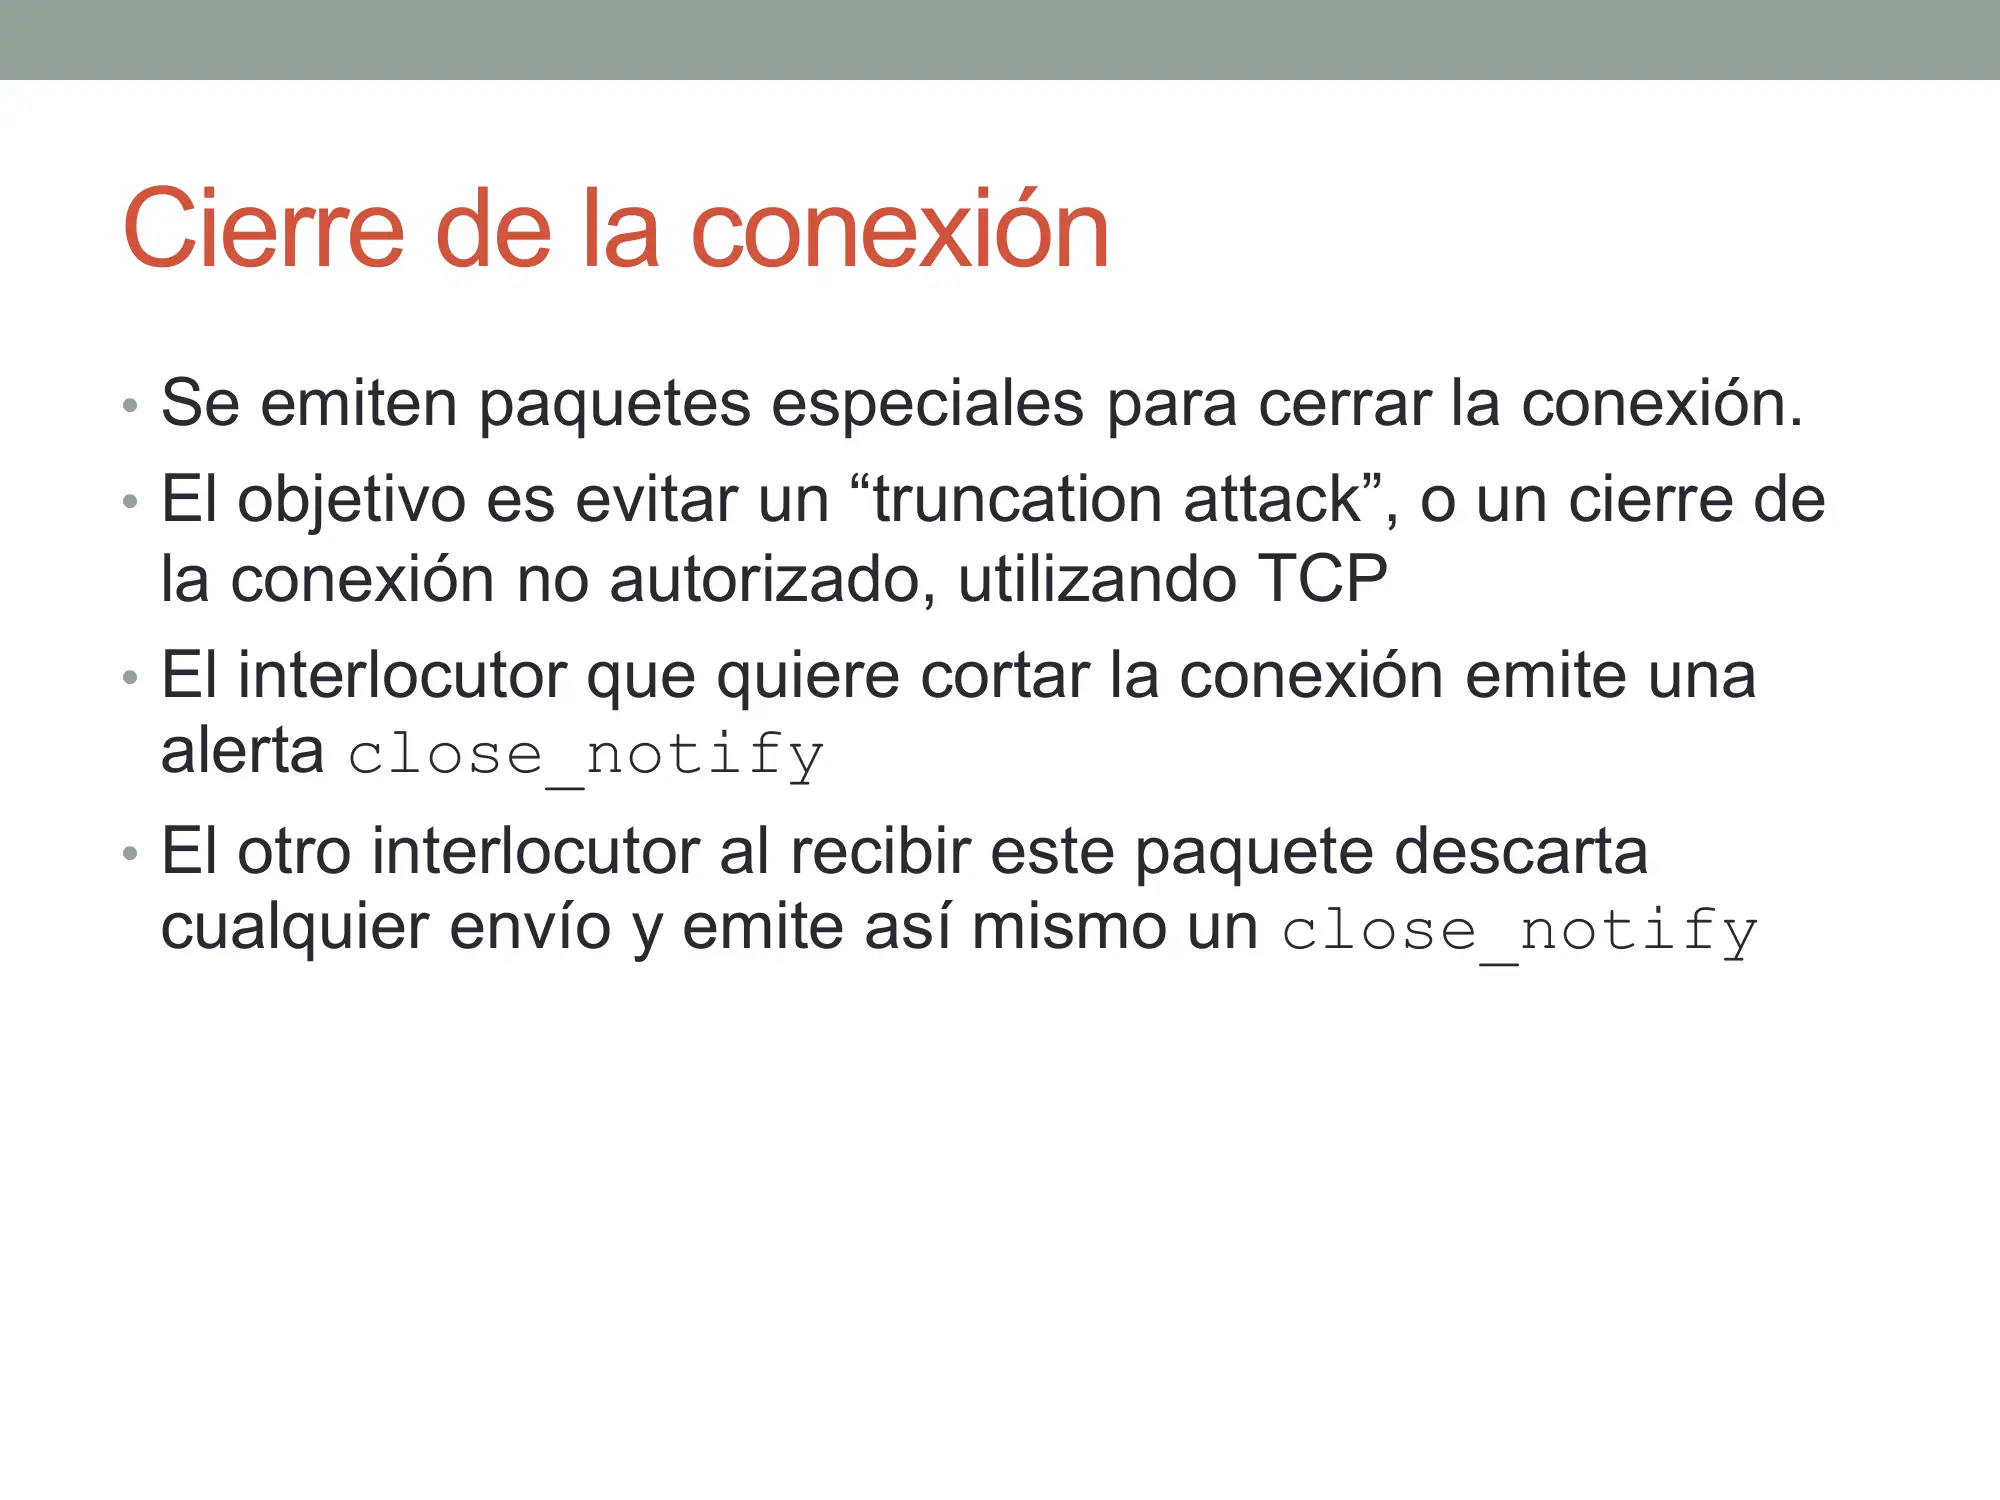 Cierre de la conexión
• Se emiten paquetes especiales para cerrar la conexión.
• El objetivo es evitar un “truncation attack”, o un cierre de
la conexión no autorizado, utilizando TCP
• El interlocutor que quiere cortar la conexión emite una
alerta close_notify
• El otro interlocutor al recibir este paquete descarta
cualquier envío y emite así mismo un close_notify